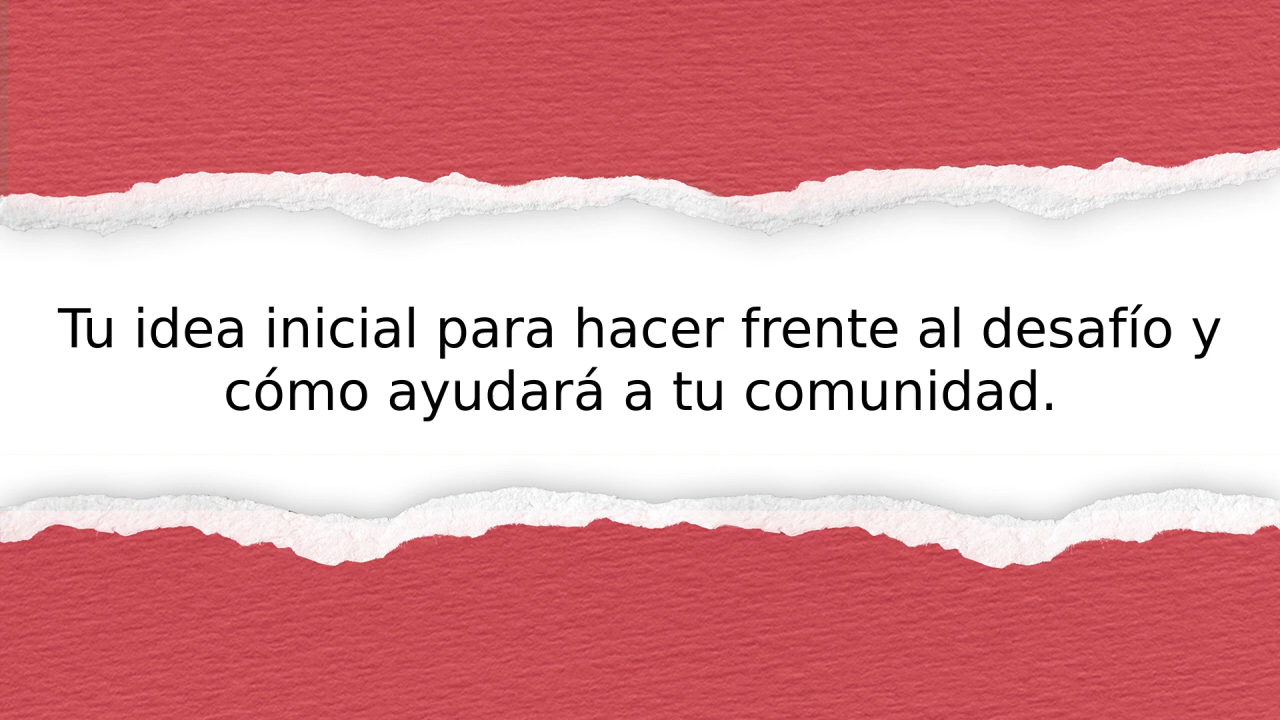 Tu idea inicial para hacer frente al desafío y
cómo ayudará a tu comunidad.